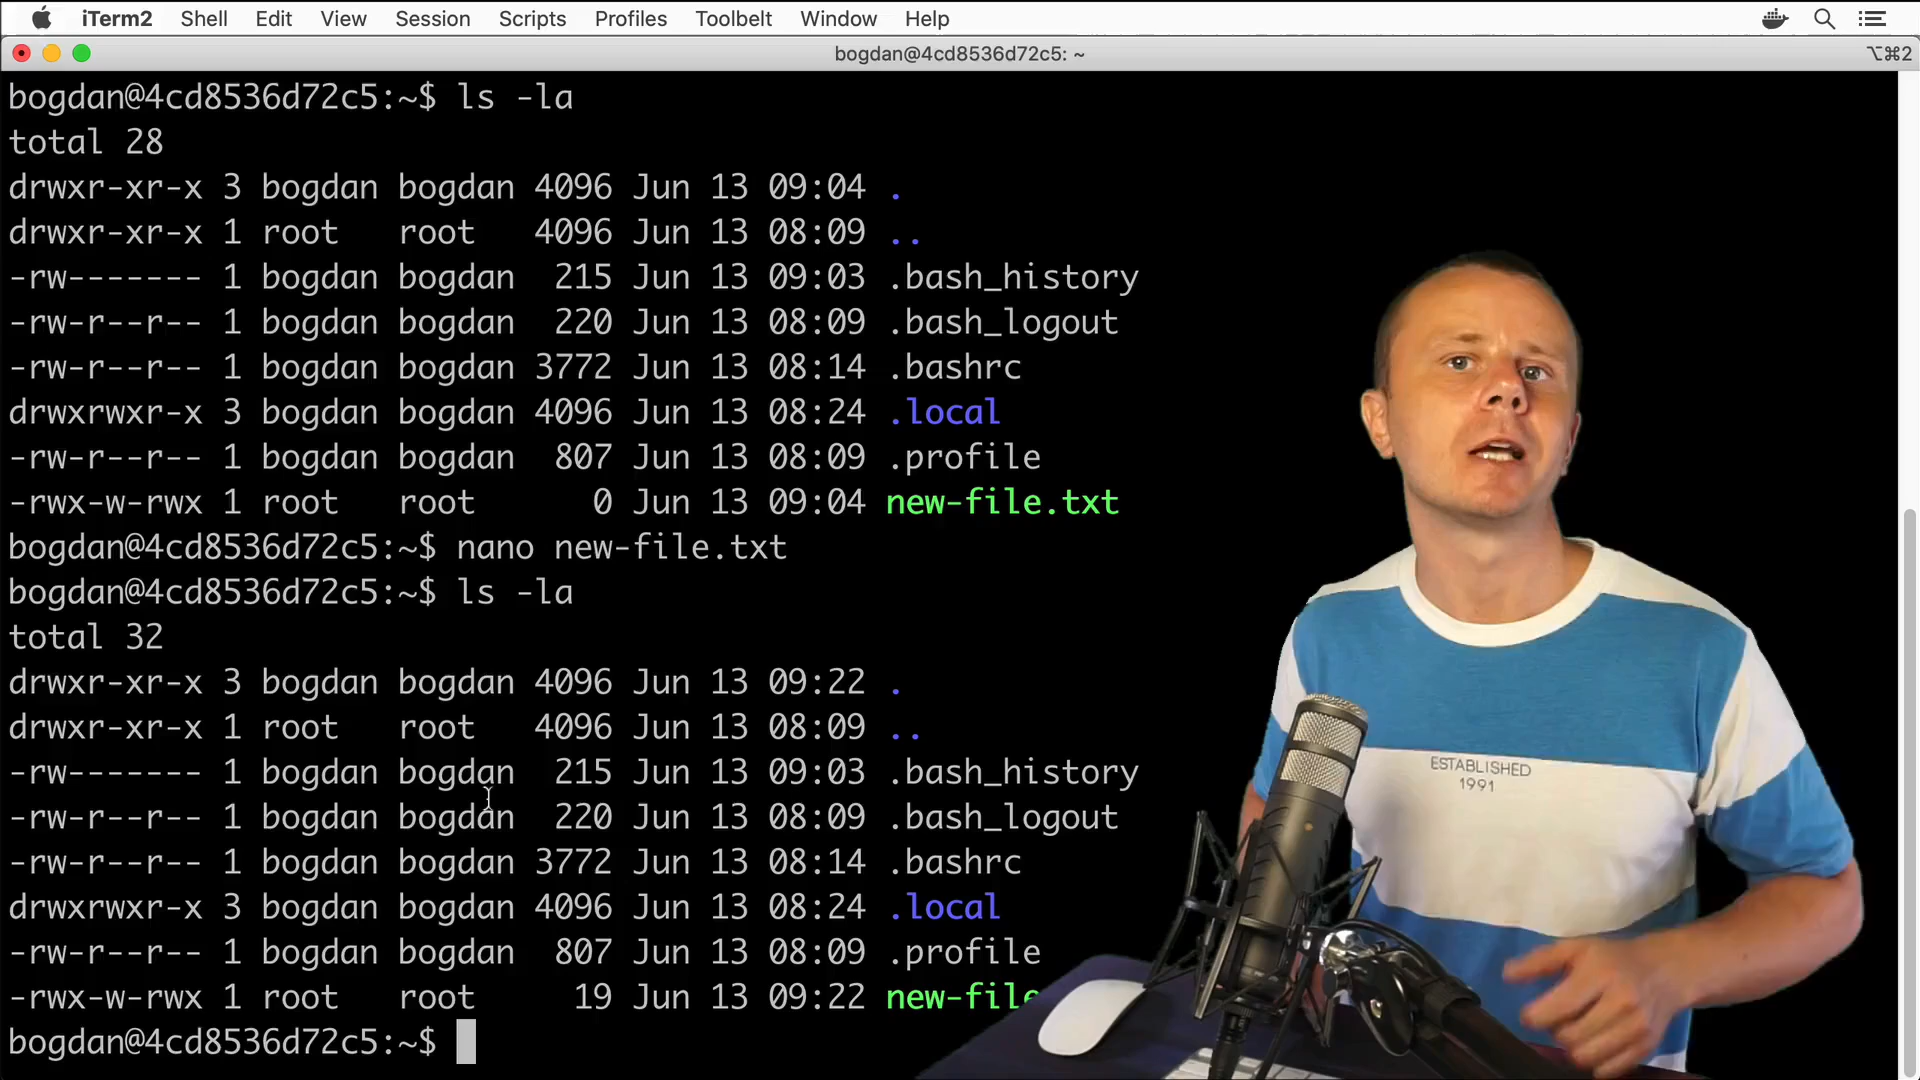 iTerm2 Shell Edit View Session Scripts Profiles Toolbelt Window Help
bogdan@4cd8536d72c5: ~ ⌥⌘2
bogdan@4cd8536d72c5:~$ ls -la
total 28
drwxr-xr-x 3 bogdan bogdan 4096 Jun 13 09:04 .
drwxr-xr-x 1 root   root   4096 Jun 13 08:09 ..
-rw------- 1 bogdan bogdan  215 Jun 13 09:03 .bash_history
-rw-r--r-- 1 bogdan bogdan  220 Jun 13 08:09 .bash_logout
-rw-r--r-- 1 bogdan bogdan 3772 Jun 13 08:14 .bashrc
drwxrwxr-x 3 bogdan bogdan 4096 Jun 13 08:24 .local
-rw-r--r-- 1 bogdan bogdan  807 Jun 13 08:09 .profile
-rwx-w-rwx 1 root   root      0 Jun 13 09:04 new-file.txt
bogdan@4cd8536d72c5:~$ nano new-file.txt
bogdan@4cd8536d72c5:~$ ls -la
total 32
drwxr-xr-x 3 bogdan bogdan 4096 Jun 13 09:22 .
drwxr-xr-x 1 root   root   4096 Jun 13 08:09 ..
-rw------- 1 bogdan bogdan  215 Jun 13 09:03 .bash_history
-rw-r--r-- 1 bogdan bogdan  220 Jun 13 08:09 .bash_logout
-rw-r--r-- 1 bogdan bogdan 3772 Jun 13 08:14 .bashrc
drwxrwxr-x 3 bogdan bogdan 4096 Jun 13 08:24 .local
-rw-r--r-- 1 bogdan bogdan  807 Jun 13 08:09 .profile
-rwx-w-rwx 1 root   root     19 Jun 13 09:22 new-file
bogdan@4cd8536d72c5:~$
ESTABLISHED
1991